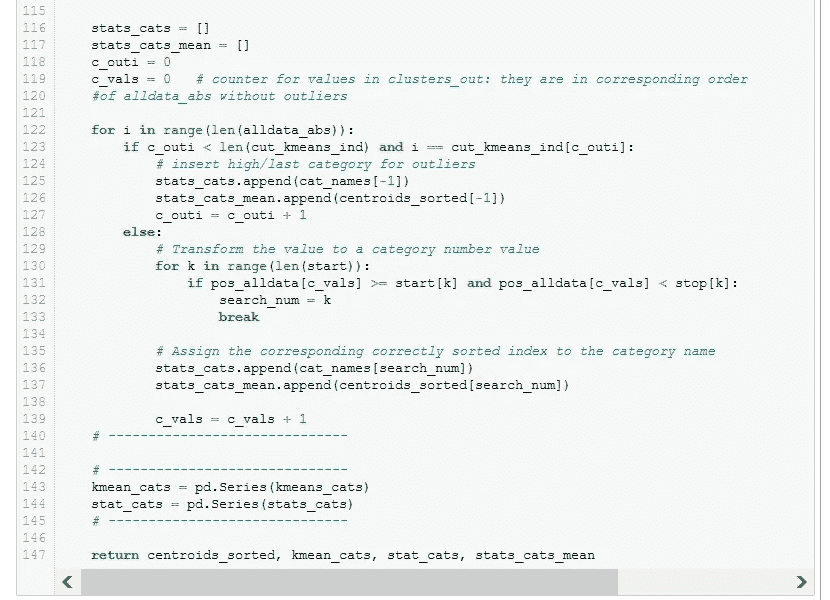 115
116 stats_cats = []
117 stats_cats_mean = []
118 c_outi = 0
119 c_vals = 0 # counter for values in clusters_out: they are in corresponding order
120 #of alldata_abs without outliers
121
122 for i in range(len(alldata_abs)):
123 if c_outi < len(cut_kmeans_ind) and i == cut_kmeans_ind[c_outi]:
124 # insert high/last category for outliers
125 stats_cats.append(cat_names[-1])
126 stats_cats_mean.append(centroids_sorted[-1])
127 c_outi = c_outi + 1
128 else:
129 # Transform the value to a category number value
130 for k in range(len(start)):
131 if pos_alldata[c_vals] >= start[k] and pos_alldata[c_vals] < stop[k]:
132 search_num = k
133 break
134
135 # Assign the corresponding correctly sorted index to the category name
136 stats_cats.append(cat_names[search_num])
137 stats_cats_mean.append(centroids_sorted[search_num])
138
139 c_vals = c_vals + 1
140 # ------------------------------
141
142 # ------------------------------
143 kmean_cats = pd.Series(kmeans_cats)
144 stat_cats = pd.Series(stats_cats)
145 # ------------------------------
146
147 return centroids_sorted, kmean_cats, stat_cats, stats_cats_mean